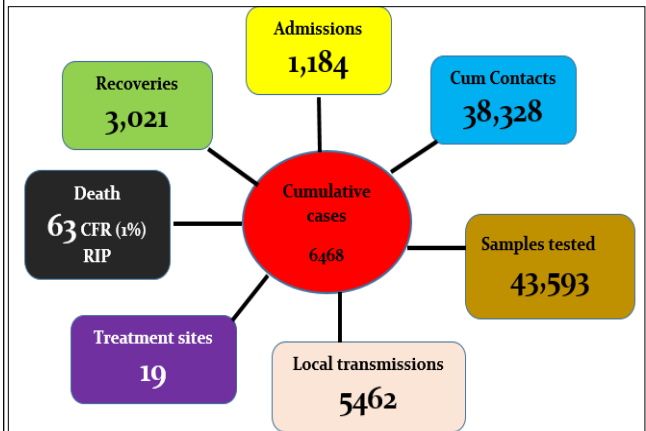 Admissions
1,184
Recoveries
3,021
Cum Contacts
38,328
Death
63 CFR (1%)
RIP
Cumulative
cases
6468
Samples tested
43,593
Treatment sites
19
Local transmissions
5462